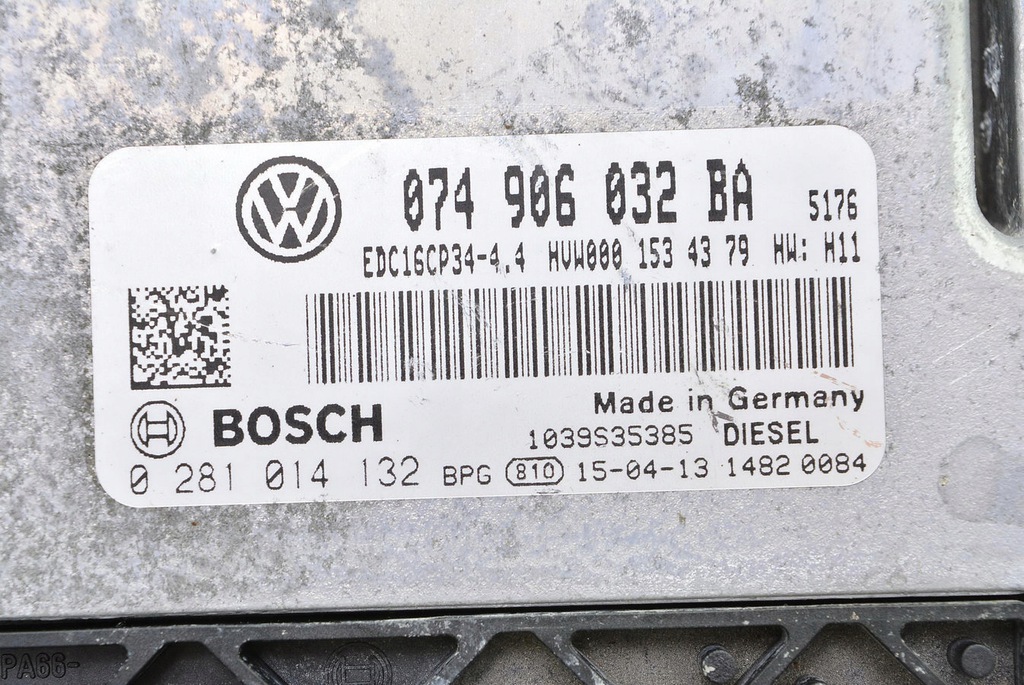 074 906 032 BA 5176
EDC16CP34-4.4 HVW000 153 43 79 HW: H11
BOSCH
Made in Germany
1039S35385 DIESEL
0 281 014 132 BPG 810 15-04-13 1482 0084
PA66-